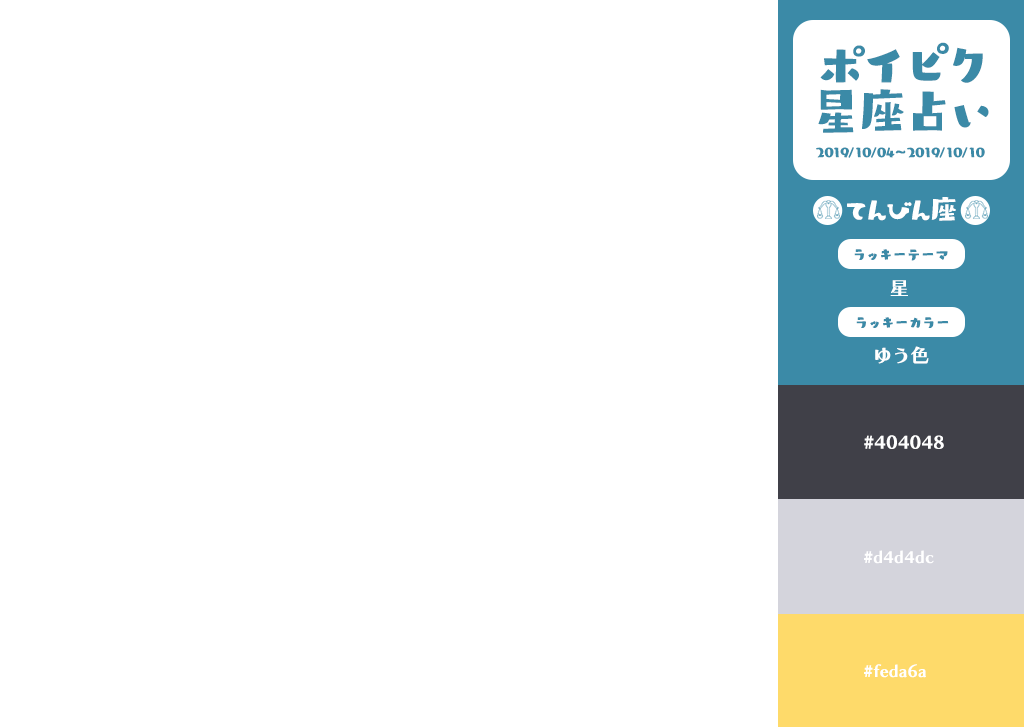 ポイピク
星座占い
2019/10/04~2019/10/10
てんびん座
ラッキーテーマ
星
ラッキーカラー
ゆう色
#404048
#d4d4dc
#feda6a